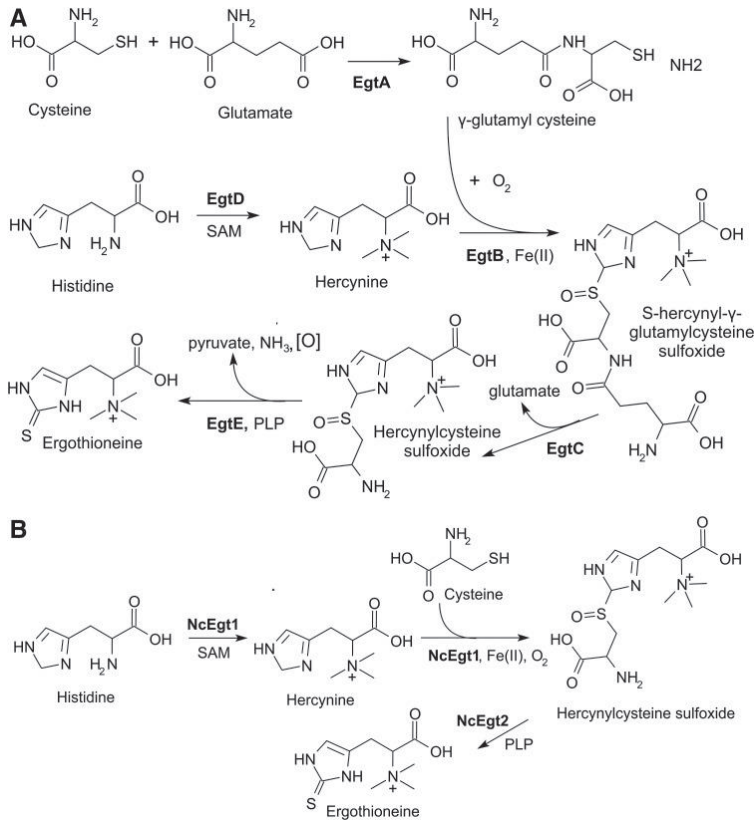 A
NH2
HO SH
O
Cysteine
+
NH2
HO OH
O O
Glutamate
EgtA
NH2
HO NH SH
O O
O OH
NH2
γ-glutamyl cysteine
+ O2
O
OH
HN N H2N
Histidine
EgtD
SAM
O
OH
HN N N
+
Hercynine
EgtB, Fe(II)
O
OH
HN N N
+
O S
HO
O NH
O
H2N O
OH
S-hercynyl-γ-
glutamylcysteine
sulfoxide
glutamate
EgtC
O
OH
HN N N
+
O S
HO
O NH2
Hercynylcysteine
sulfoxide
pyruvate, NH3, [O]
EgtE, PLP
O
OH
HN NH N
+
S
Ergothioneine
B
O
OH
HN N H2N
Histidine
NcEgt1
SAM
O
OH
HN N N
+
Hercynine
NH2
HO SH
O Cysteine
NcEgt1, Fe(II), O2
O
OH
HN N N
+
O S
HO
O NH2
Hercynylcysteine sulfoxide
NcEgt2
PLP
O
OH
HN NH N
+
S
Ergothioneine